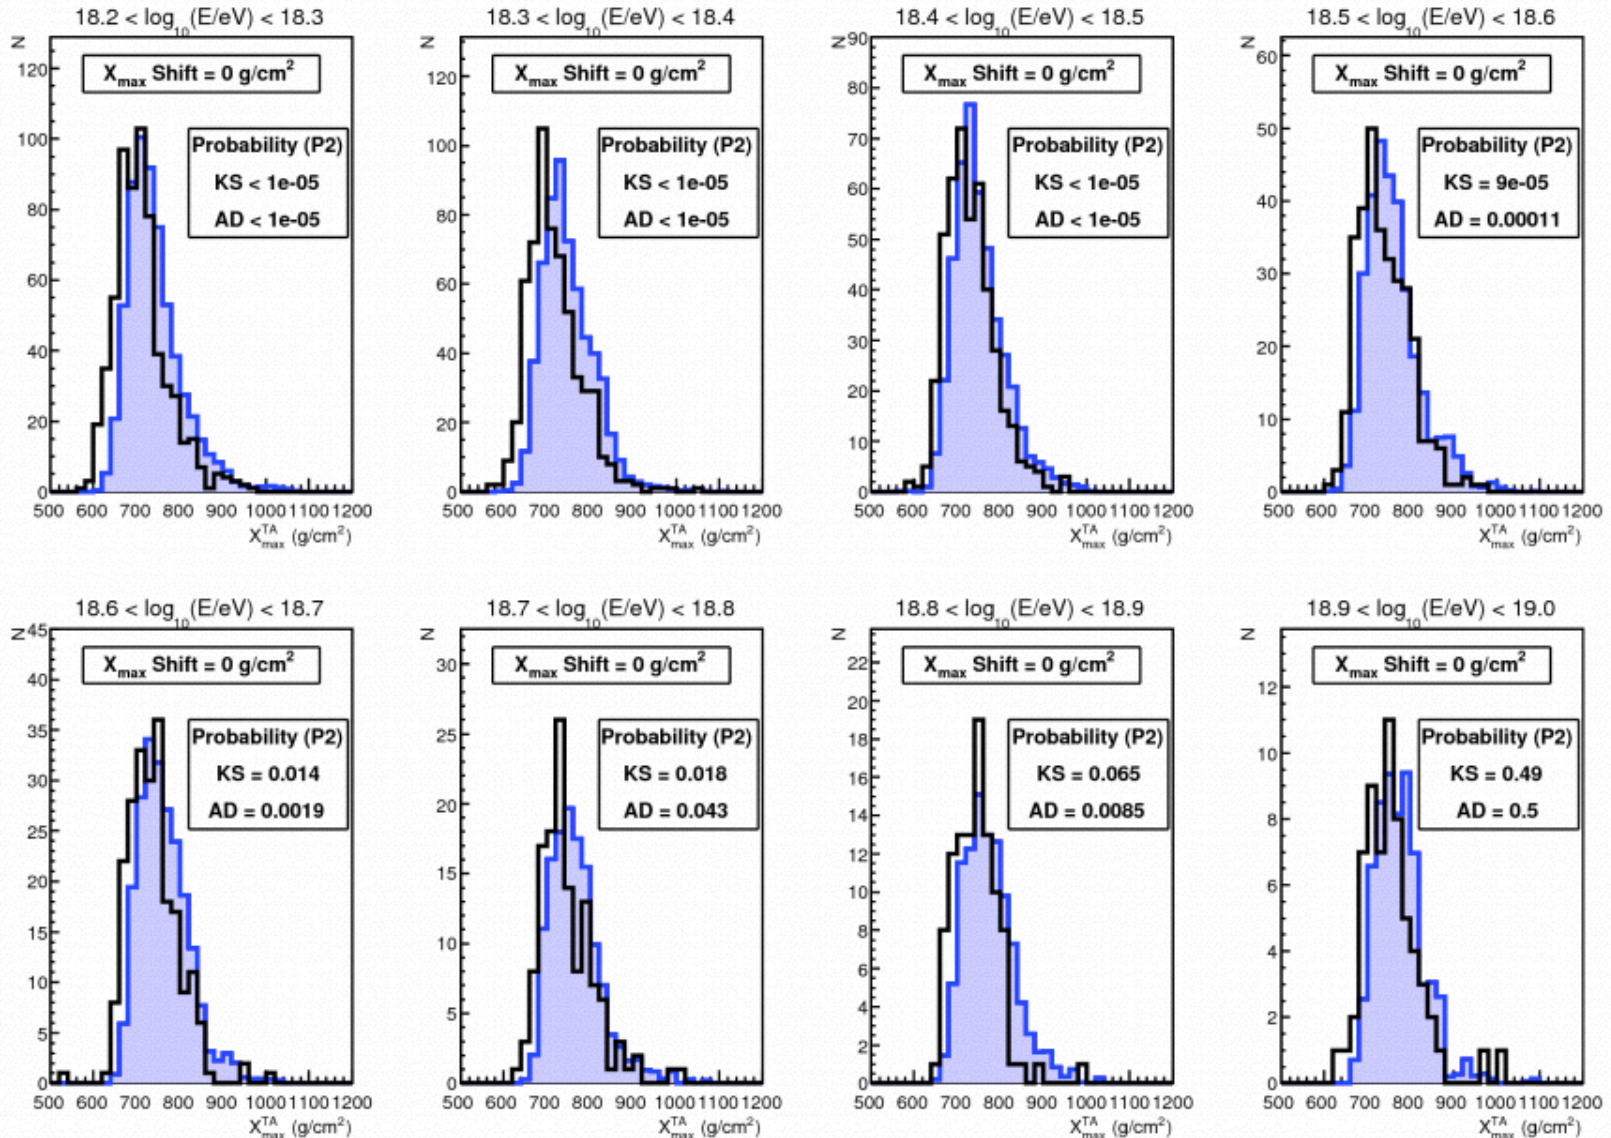 18.2 < log10(E/eV) < 18.3
N
Xmax Shift = 0 g/cm2
Probability (P2)
KS < 1e-05
AD < 1e-05
120
100
80
60
40
20
0
500 600 700 800 900 1000 1100 1200
XTAmax (g/cm2)
18.3 < log10(E/eV) < 18.4
N
Xmax Shift = 0 g/cm2
Probability (P2)
KS < 1e-05
AD < 1e-05
120
100
80
60
40
20
0
500 600 700 800 900 1000 1100 1200
XTAmax (g/cm2)
18.4 < log10(E/eV) < 18.5
N
Xmax Shift = 0 g/cm2
Probability (P2)
KS < 1e-05
AD < 1e-05
90
80
70
60
50
40
30
20
10
0
500 600 700 800 900 1000 1100 1200
XTAmax (g/cm2)
18.5 < log10(E/eV) < 18.6
N
Xmax Shift = 0 g/cm2
Probability (P2)
KS = 9e-05
AD = 0.00011
60
50
40
30
20
10
0
500 600 700 800 900 1000 1100 1200
XTAmax (g/cm2)
18.6 < log10(E/eV) < 18.7
N
Xmax Shift = 0 g/cm2
Probability (P2)
KS = 0.014
AD = 0.0019
45
40
35
30
25
20
15
10
5
0
500 600 700 800 900 1000 1100 1200
XTAmax (g/cm2)
18.7 < log10(E/eV) < 18.8
N
Xmax Shift = 0 g/cm2
Probability (P2)
KS = 0.018
AD = 0.043
30
25
20
15
10
5
0
500 600 700 800 900 1000 1100 1200
XTAmax (g/cm2)
18.8 < log10(E/eV) < 18.9
N
Xmax Shift = 0 g/cm2
Probability (P2)
KS = 0.065
AD = 0.0085
22
20
18
16
14
12
10
8
6
4
2
0
500 600 700 800 900 1000 1100 1200
XTAmax (g/cm2)
18.9 < log10(E/eV) < 19.0
N
Xmax Shift = 0 g/cm2
Probability (P2)
KS = 0.49
AD = 0.5
12
10
8
6
4
2
0
500 600 700 800 900 1000 1100 1200
XTAmax (g/cm2)